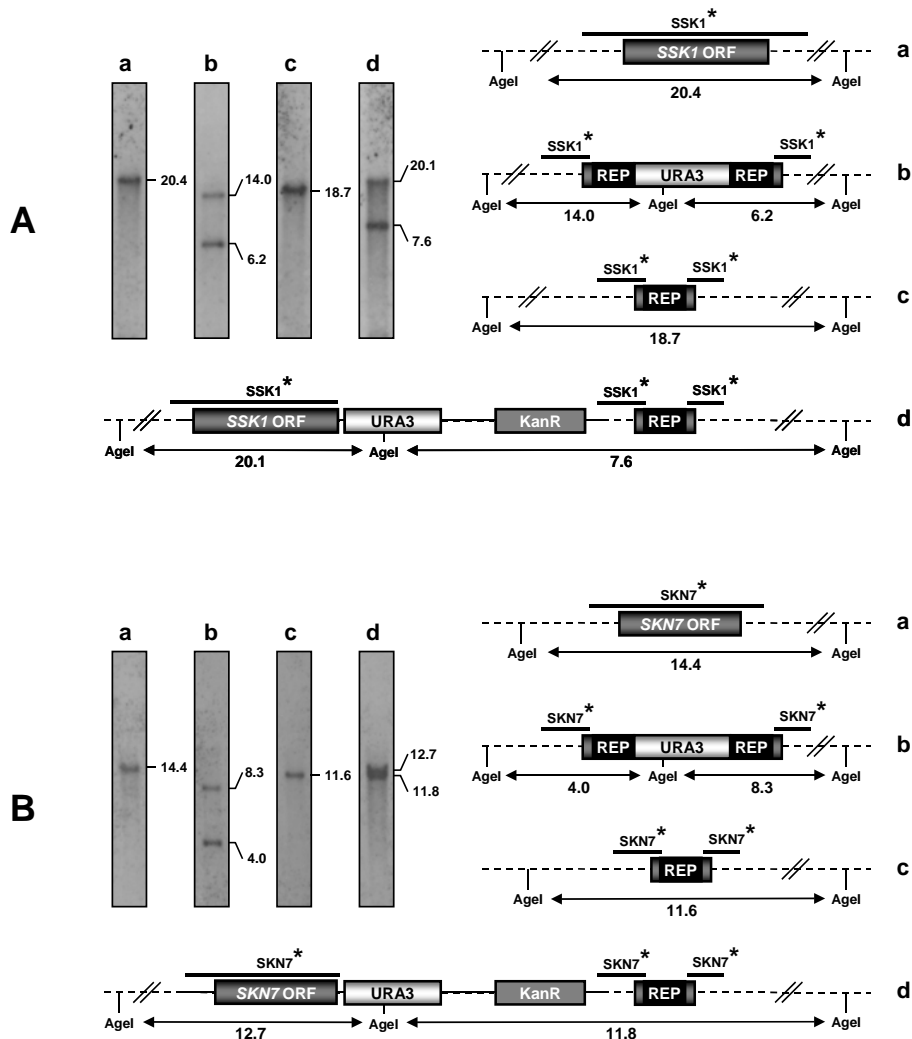 A
a b c d
20.4
14.0
6.2
18.7
20.1
7.6
SSK1*
SSK1 ORF
a
AgeI AgeI
20.4
SSK1* SSK1*
REP URA3 REP
b
AgeI AgeI AgeI
14.0 6.2
SSK1* SSK1*
REP
c
AgeI AgeI
18.7
SSK1* SSK1* SSK1*
SSK1 ORF URA3 KanR REP
d
AgeI AgeI AgeI
20.1 7.6
B
a b c d
14.4
8.3
4.0
11.6
12.7
11.8
SKN7*
SKN7 ORF
a
AgeI AgeI
14.4
SKN7* SKN7*
REP URA3 REP
b
AgeI AgeI AgeI
4.0 8.3
SKN7* SKN7*
REP
c
AgeI AgeI
11.6
SKN7* SKN7* SKN7*
SKN7 ORF URA3 KanR REP
d
AgeI AgeI AgeI
12.7 11.8